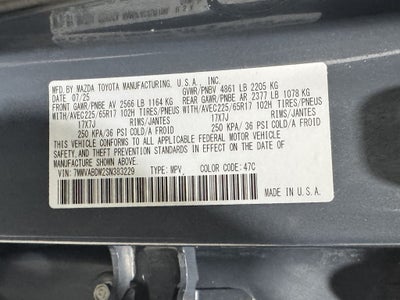 MFD.BY MAZDA TOYOTA MANUFACTURING, U.S.A., INC.
DATE 07/25 GVWR/PNBV 4861 LB 2205 KG
FRONT GAWR/PNBE AV 2566 LB 1164 KG REAR GAWR/PNBE AR 2377 LB 1078 KG
WITH/AVEC225/65R17 102H TIRES/PNEUS WITH/AVEC225/65R17 102H TIRES/PNEUS
17X7J RIMS/JANTES 17X7J RIMS/JANTES
250 KPA/ 36 PSI COLD/A FROID 250 KPA/ 36 PSI COLD/A FROID
THIS VEHICLE CONFORMS TO ALL APPLICABLE FEDERAL MOTOR VEHICLE
SAFETY, BUMPER, AND THEFT PREVENTION STANDARDS IN EFFECT ON THE DATE OF
MANUFACTURE SHOWN ABOVE.
VIN: 7MMVABDW2SN383229 TYPE: MPV COLOR CODE: 47C
MADE IN U.S.A.